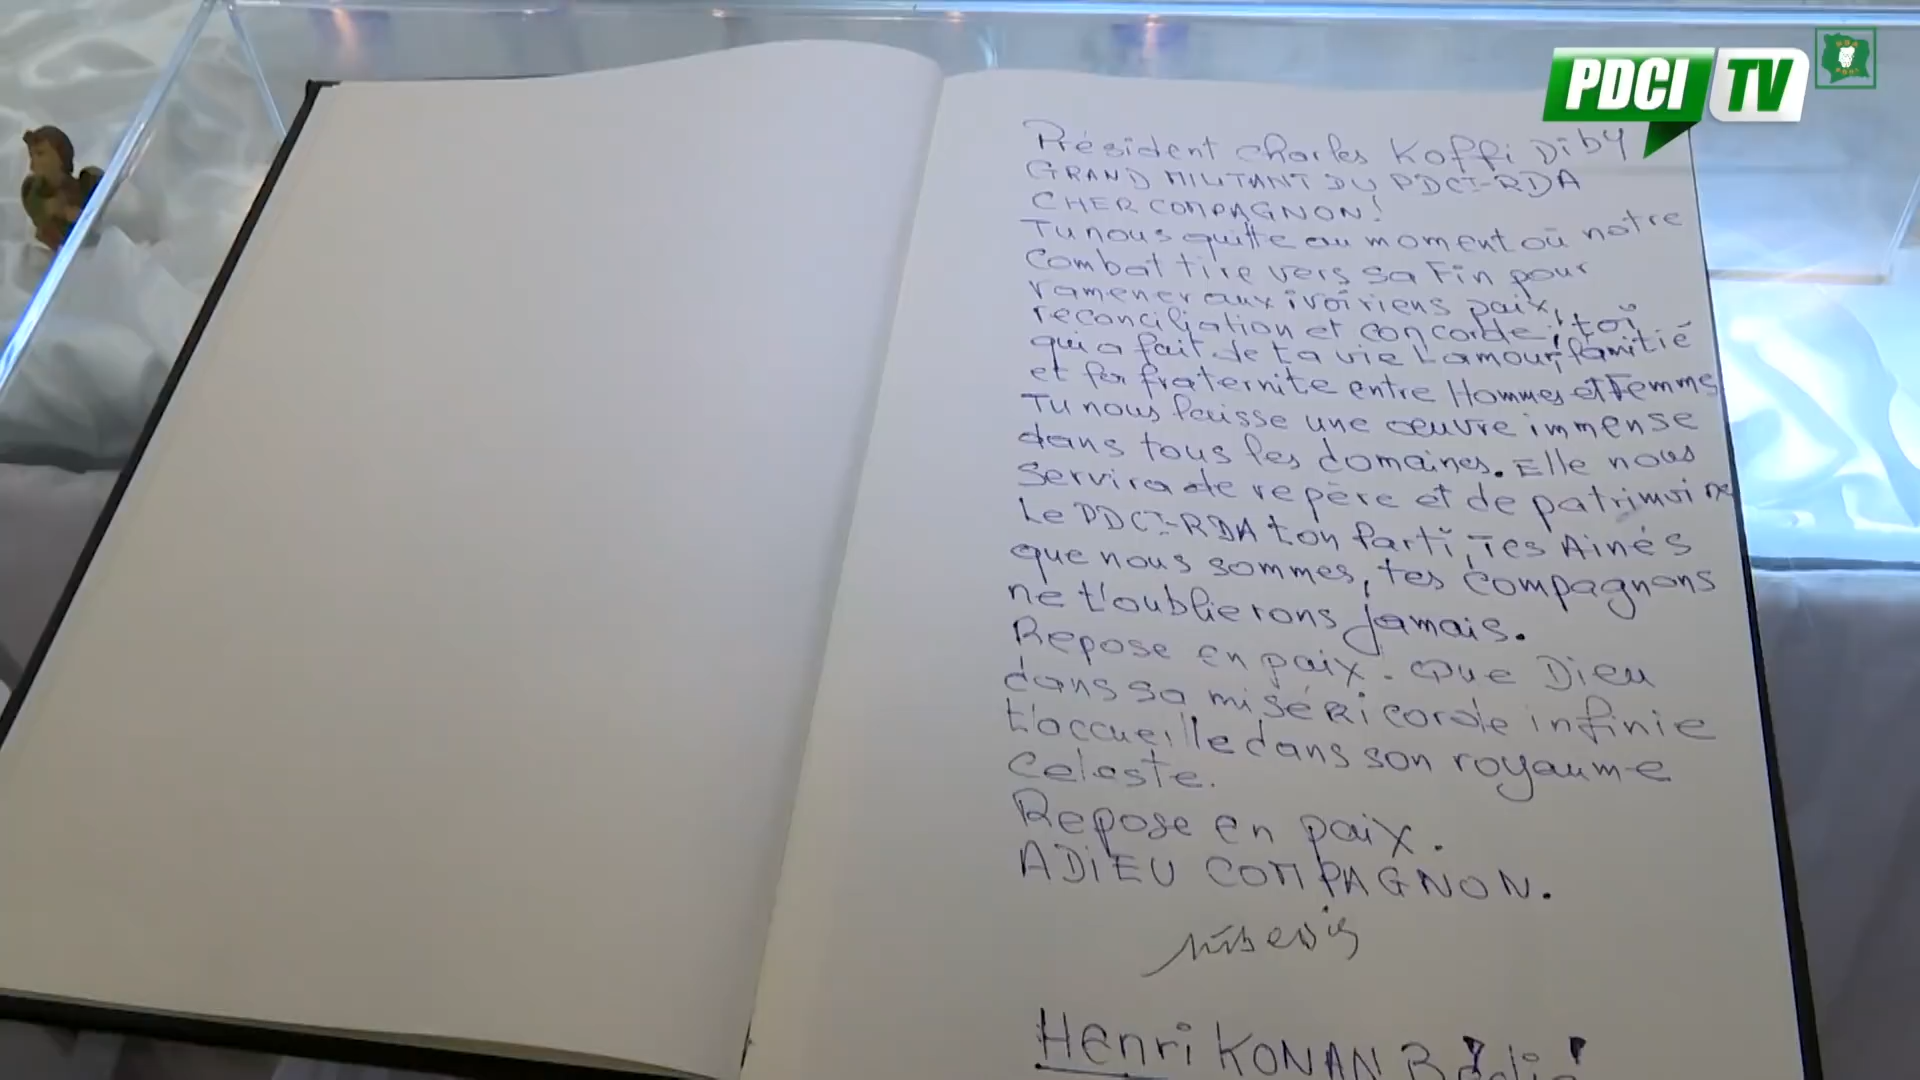 PDCI TV
Président Charles Koffi Diby
GRAND MILITANT DU PDCI-RDA
CHER COMPAGNON!
Tu nous quitte au moment où notre
combat tire vers sa Fin pour
ramener aux ivoiriens paix,
reconciliation et concorde; toi
qui a fait de ta vie l'amour, l'amitié
et la fraternité entre Hommes et Femmes
Tu nous laisse une œuvre immense
dans tous les domaines. Elle nous
servira de repère et de patrimoine
Le PDCI-RDA ton Parti, Tes Ainés
que nous sommes, tes compagnons
ne t'oublierons jamais.
Repose en paix. Que Dieu
dans sa miséricorde infinie
t'accueille dans son royaume
celeste.
Repose en paix.
ADIEU COMPAGNON.
Henri KONAN Bédié